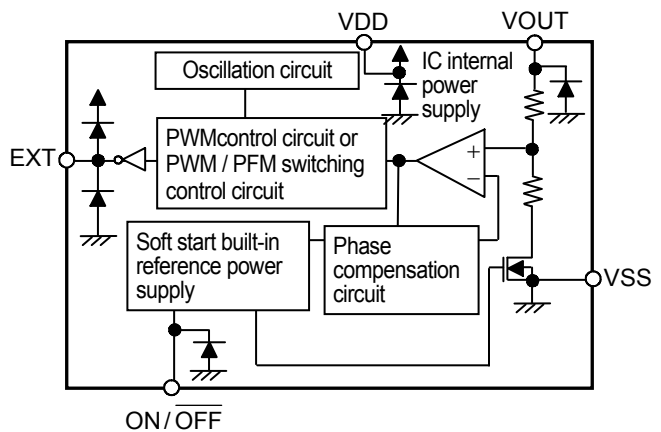 VDD
VOUT
Oscillation circuit
IC internal
power
supply
PWMcontrol circuit or
PWM / PFM switching
control circuit
EXT
+
−
Soft start built-in
reference power
supply
Phase
compensation
circuit
VSS
ON/OFF